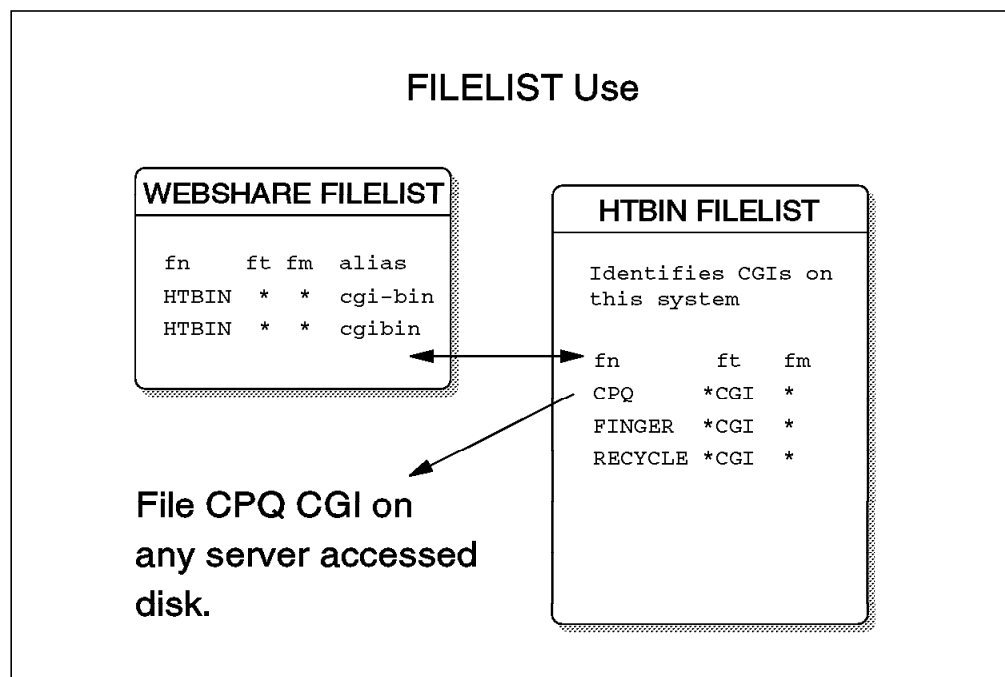 FILELIST Use
WEBSHARE FILELIST
fn ft fm alias
HTBIN * * cgi-bin
HTBIN * * cgibin
HTBIN FILELIST
Identifies CGIs on
this system
fn ft fm
CPQ *CGI *
FINGER *CGI *
RECYCLE *CGI *
File CPQ CGI on
any server accessed
disk.